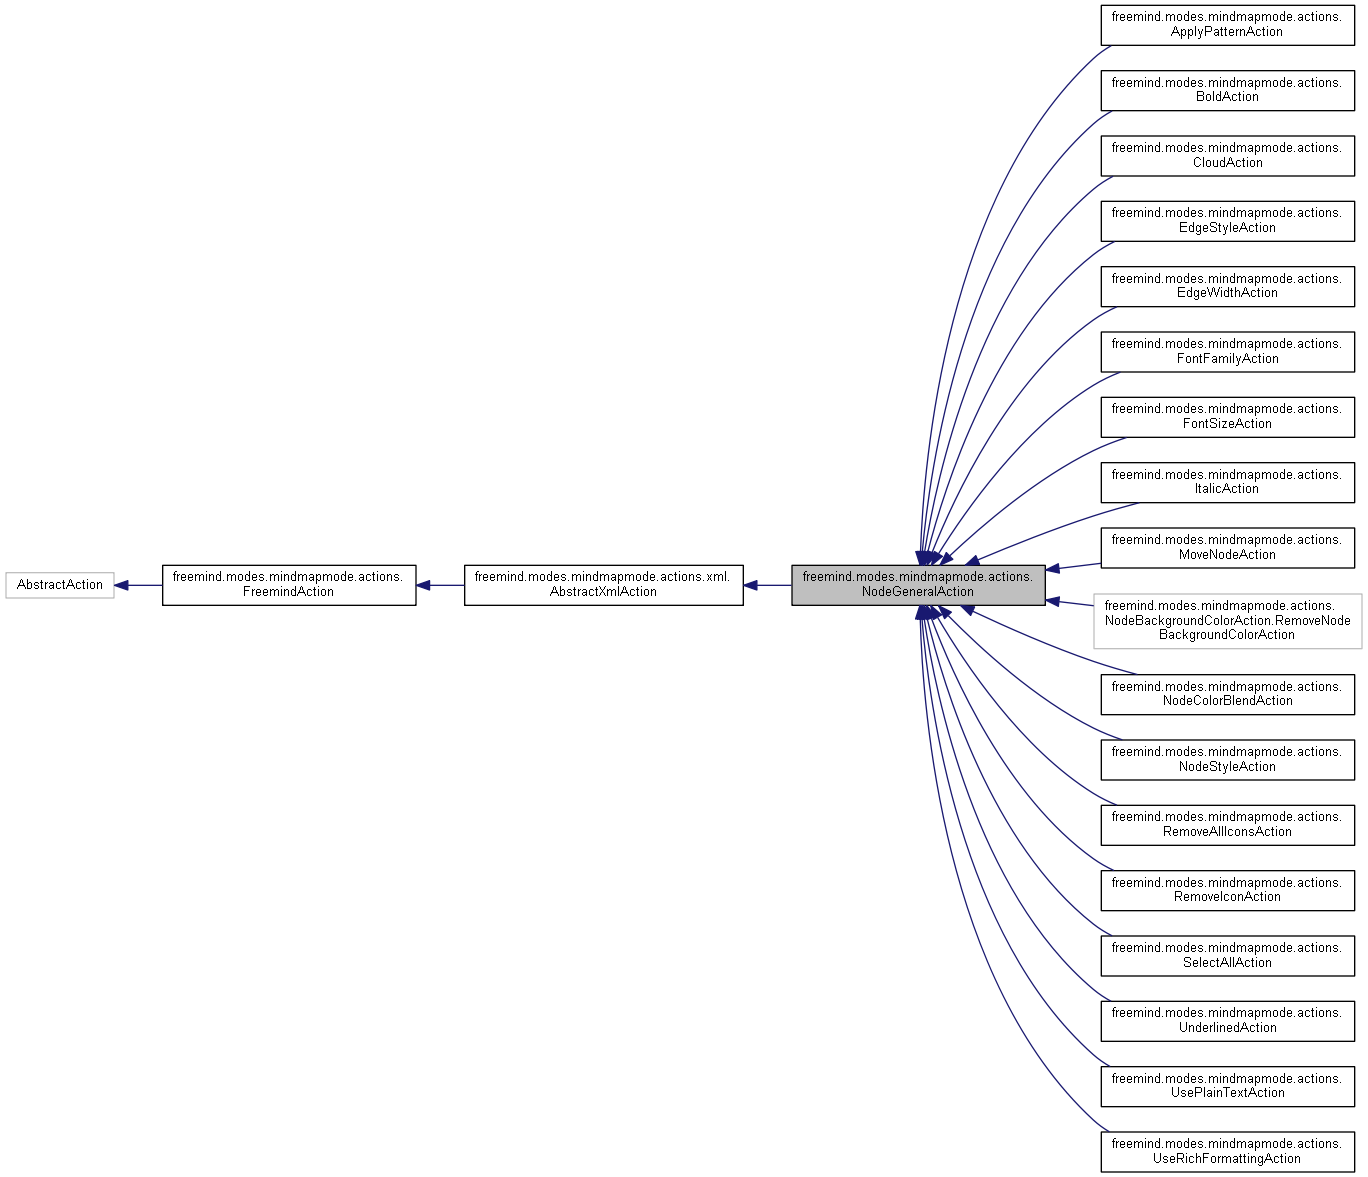 AbstractAction
freemind.modes.mindmapmode.actions.
FreemindAction
freemind.modes.mindmapmode.actions.xml.
AbstractXmlAction
freemind.modes.mindmapmode.actions.
NodeGeneralAction
freemind.modes.mindmapmode.actions.
ApplyPatternAction
freemind.modes.mindmapmode.actions.
BoldAction
freemind.modes.mindmapmode.actions.
CloudAction
freemind.modes.mindmapmode.actions.
EdgeStyleAction
freemind.modes.mindmapmode.actions.
EdgeWidthAction
freemind.modes.mindmapmode.actions.
FontFamilyAction
freemind.modes.mindmapmode.actions.
FontSizeAction
freemind.modes.mindmapmode.actions.
ItalicAction
freemind.modes.mindmapmode.actions.
MoveNodeAction
freemind.modes.mindmapmode.actions.
NodeBackgroundColorAction.RemoveNode
BackgroundColorAction
freemind.modes.mindmapmode.actions.
NodeColorBlendAction
freemind.modes.mindmapmode.actions.
NodeStyleAction
freemind.modes.mindmapmode.actions.
RemoveAllIconsAction
freemind.modes.mindmapmode.actions.
RemoveIconAction
freemind.modes.mindmapmode.actions.
SelectAllAction
freemind.modes.mindmapmode.actions.
UnderlinedAction
freemind.modes.mindmapmode.actions.
UsePlainTextAction
freemind.modes.mindmapmode.actions.
UseRichFormattingAction